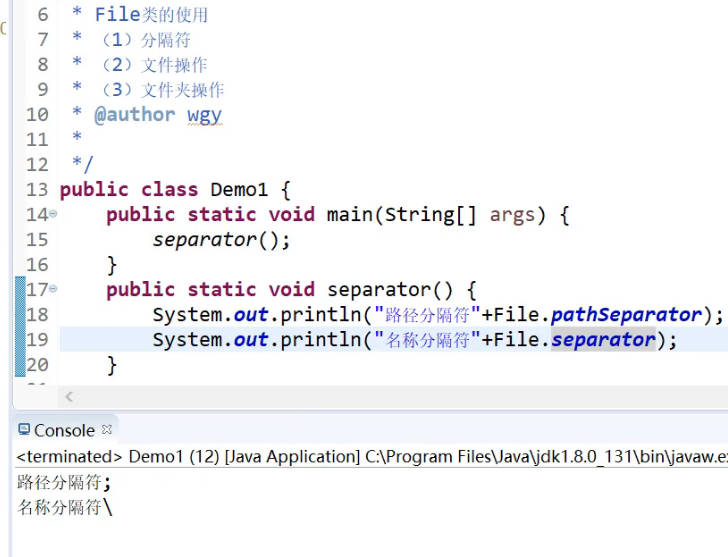 6 * File类的使用
7 * （1）分隔符
8 * （2）文件操作
9 * （3）文件夹操作
10 * @author wgy
11 *
12 */
13 public class Demo1 {
14 public static void main(String[] args) {
15 separator();
16 }
17 public static void separator() {
18 System.out.println("路径分隔符"+File.pathSeparator);
19 System.out.println("名称分隔符"+File.separator);
20 }
Console
<terminated> Demo1 (12) [Java Application] C:\Program Files\Java\jdk1.8.0_131\bin\javaw.e
路径分隔符;
名称分隔符\